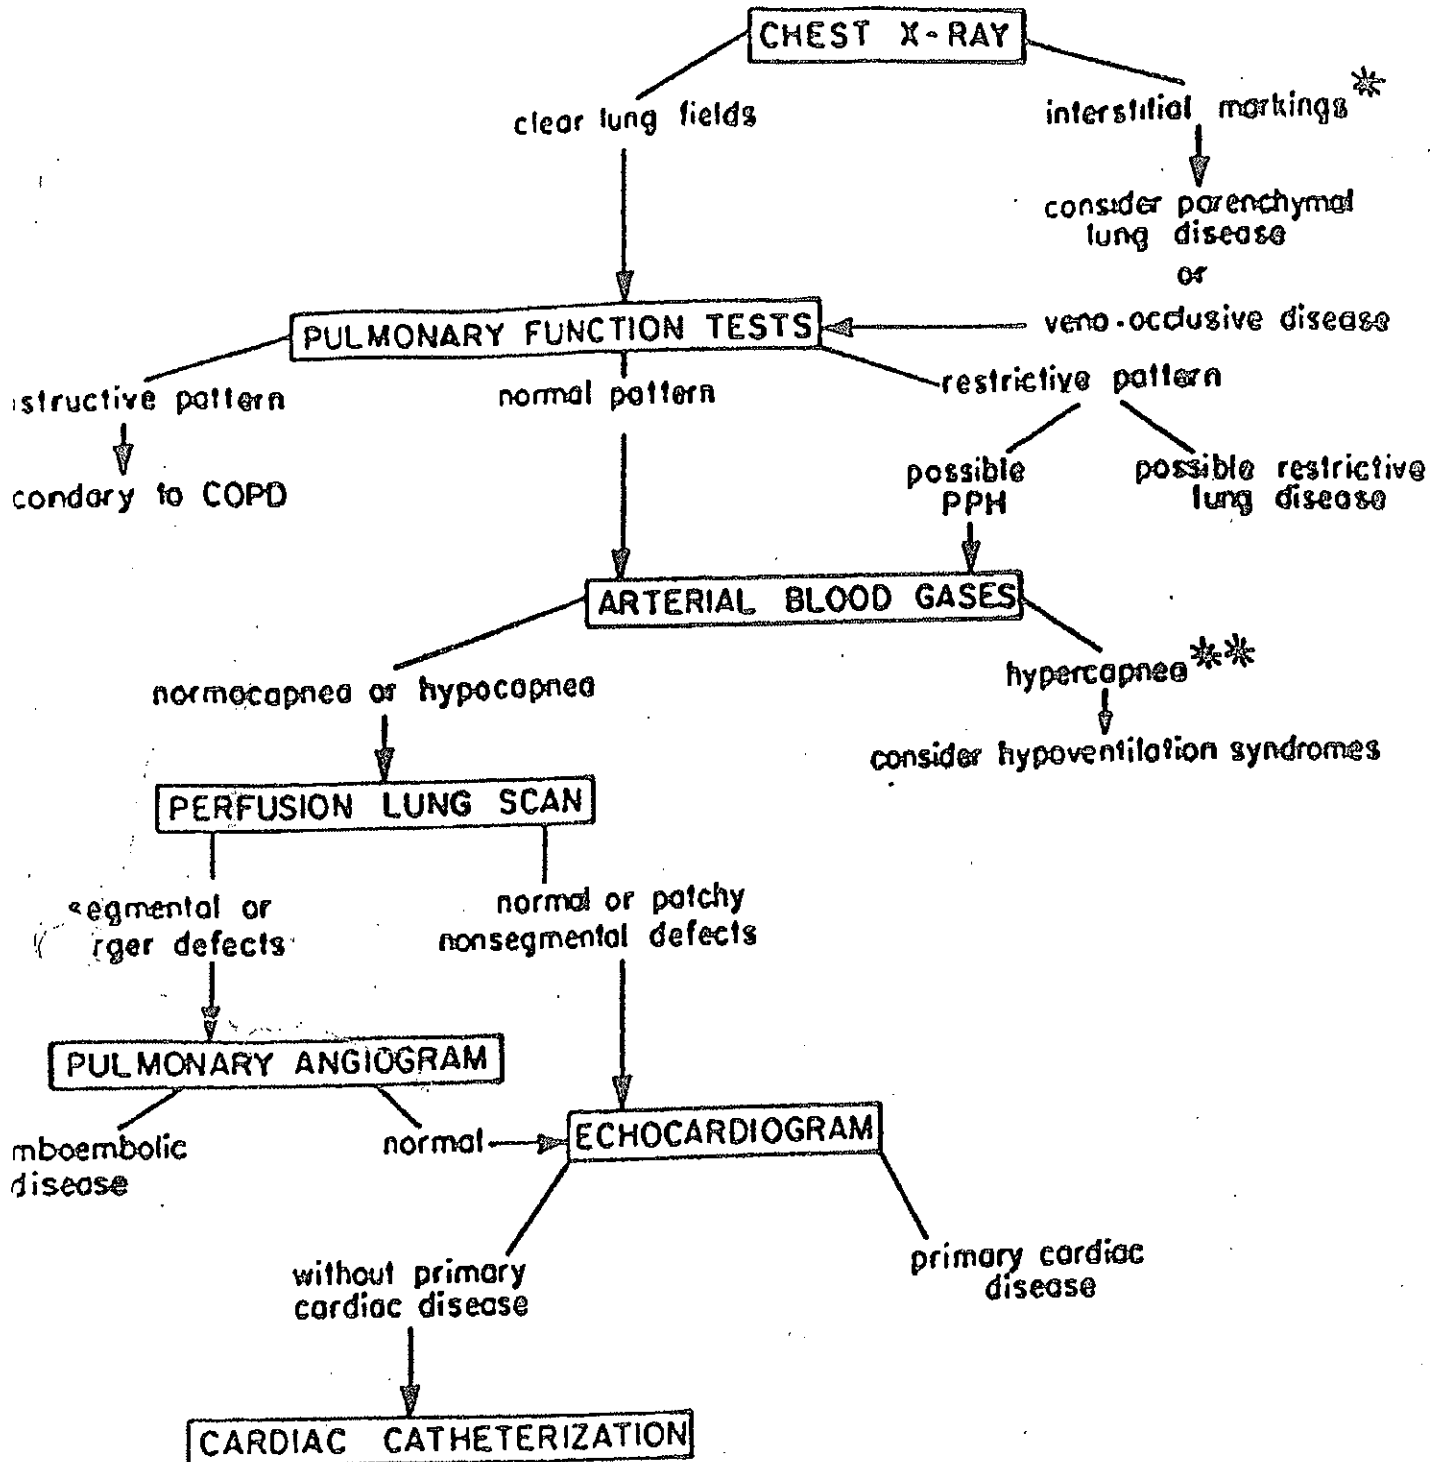 CHEST X-RAY
clear lung fields
interstitial markings*
consider parenchymal
lung disease
or
veno-occlusive disease
PULMONARY FUNCTION TESTS
structive pattern
normal pattern
restrictive pattern
condary to COPD
possible
PPH
possible restrictive
lung disease
ARTERIAL BLOOD GASES
normocapnea or hypocapnea
hypercapnea**
consider hypoventilation syndromes
PERFUSION LUNG SCAN
segmental or
rger defects
normal or patchy
nonsegmental defects
PULMONARY ANGIOGRAM
mboembolic
disease
normal
ECHOCARDIOGRAM
without primary
cardiac disease
primary cardiac
disease
CARDIAC CATHETERIZATION